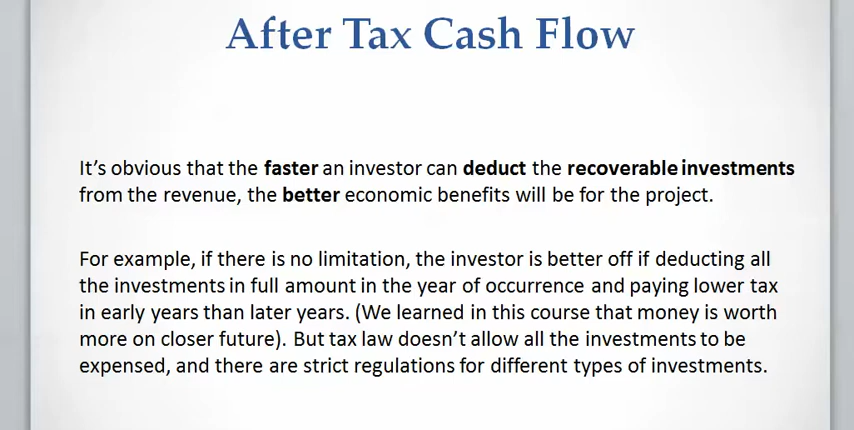 After Tax Cash Flow
It's obvious that the faster an investor can deduct the recoverable investments
from the revenue, the better economic benefits will be for the project.
For example, if there is no limitation, the investor is better off if deducting all
the investments in full amount in the year of occurrence and paying lower tax
in early years than later years. (We learned in this course that money is worth
more on closer future). But tax law doesn't allow all the investments to be
expensed, and there are strict regulations for different types of investments.